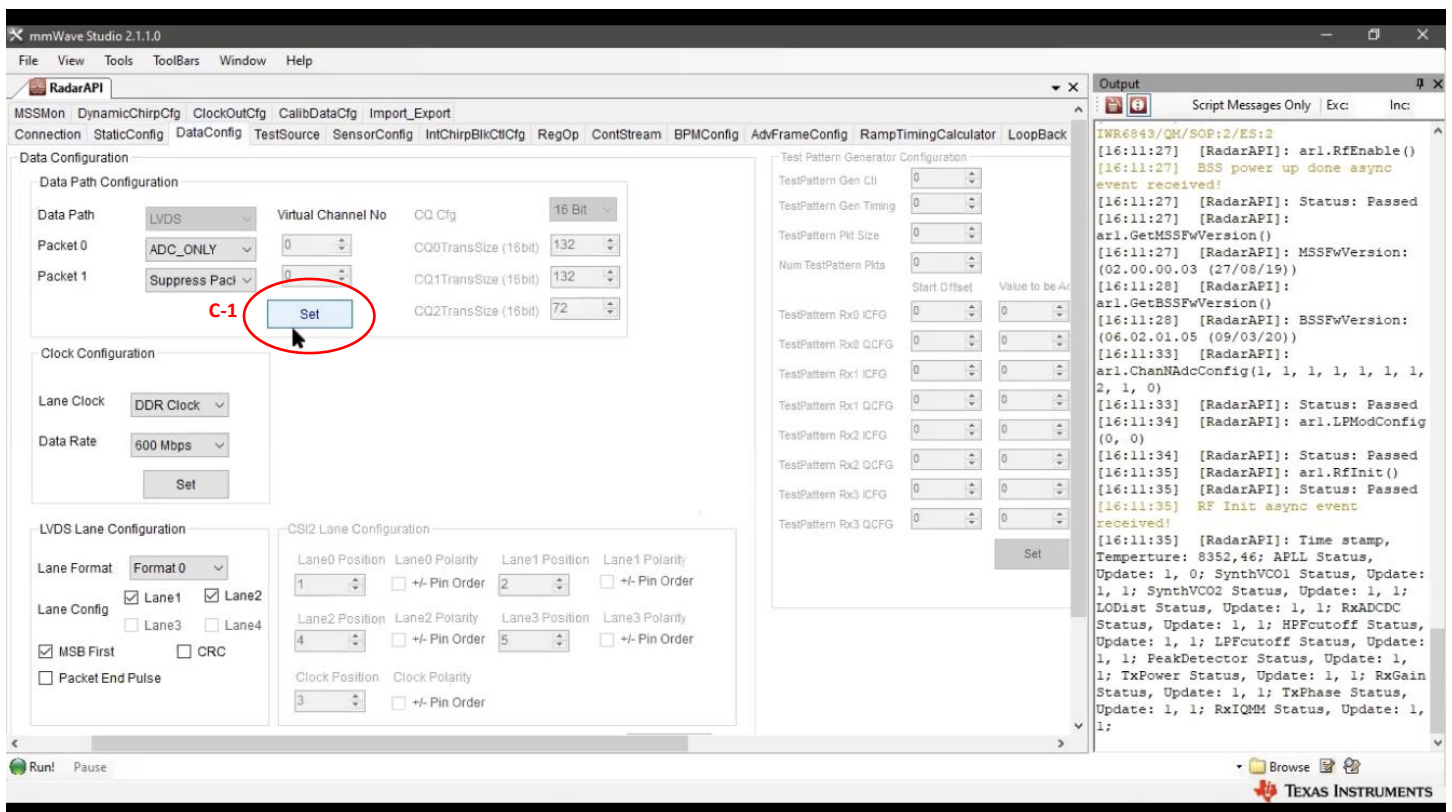 mmWave Studio 2.1.1.0
File View Tools ToolBars Window Help
RadarAPI
MSSMon DynamicChirpCfg ClockOutCfg CalibDataCfg Import_Export
Connection StaticConfig DataConfig TestSource SensorConfig IntChirpBlkCtlCfg RegOp ContStream BPMConfig AdvFrameConfig RampTimingCalculator LoopBack
Data Configuration
Data Path Configuration
Data Path LVDS Virtual Channel No CQ Cfg 16 Bit
Packet 0 ADC_ONLY 0 CQ0TransSize (16bit) 132
Packet 1 Suppress Pacl 0 CQ1TransSize (16bit) 132
C-1 Set CQ2TransSize (16bit) 72
Clock Configuration
Lane Clock DDR Clock
Data Rate 600 Mbps
Set
LVDS Lane Configuration
Lane Format Format 0
Lane Config Lane1 Lane2
Lane3 Lane4
MSB First CRC
Packet End Pulse
CSI2 Lane Configuration
Lane0 Position Lane0 Polarity Lane1 Position Lane1 Polarity
1 +/- Pin Order 2 +/- Pin Order
Lane2 Position Lane2 Polarity Lane3 Position Lane3 Polarity
4 +/- Pin Order 5 +/- Pin Order
Clock Position Clock Polarity
3 +/- Pin Order
Test Pattern Generator Configuration
TestPattern Gen Ctl 0
TestPattern Gen Timing 0
TestPattern Pkt Size 0
Num TestPattern Pkts 0
Start Offset Value to be Ac
TestPattern Rx0 ICFG 0 0
TestPattern Rx0 QCFG 0 0
TestPattern Rx1 ICFG 0 0
TestPattern Rx1 QCFG 0 0
TestPattern Rx2 ICFG 0 0
TestPattern Rx2 QCFG 0 0
TestPattern Rx3 ICFG 0 0
TestPattern Rx3 QCFG 0 0
Set
Output
Script Messages Only Exc: Inc:
IWR6843/QM/SOP:2/ES:2
[16:11:27] [RadarAPI]: ar1.RfEnable()
[16:11:27] BSS power up done async
event received!
[16:11:27] [RadarAPI]: Status: Passed
[16:11:27] [RadarAPI]:
ar1.GetMSSFwVersion()
[16:11:27] [RadarAPI]: MSSFwVersion:
(02.00.00.03 (27/08/19))
[16:11:28] [RadarAPI]:
ar1.GetBSSFwVersion()
[16:11:28] [RadarAPI]: BSSFwVersion:
(06.02.01.05 (09/03/20))
[16:11:33] [RadarAPI]:
ar1.ChanNAdcConfig(1, 1, 1, 1, 1, 1, 1,
2, 1, 0)
[16:11:33] [RadarAPI]: Status: Passed
[16:11:34] [RadarAPI]: ar1.LPModConfig
(0, 0)
[16:11:34] [RadarAPI]: Status: Passed
[16:11:35] [RadarAPI]: ar1.RfInit()
[16:11:35] [RadarAPI]: Status: Passed
[16:11:35] RF Init async event
received!
[16:11:35] [RadarAPI]: Time stamp,
Temperture: 8352,46; APLL Status,
Update: 1, 0; SynthVCO1 Status, Update:
1, 1; SynthVCO2 Status, Update: 1, 1;
LODist Status, Update: 1, 1; RxADCDC
Status, Update: 1, 1; HPFcutoff Status,
Update: 1, 1; LPFcutoff Status, Update:
1, 1; PeakDetector Status, Update: 1,
1; TxPower Status, Update: 1, 1; RxGain
Status, Update: 1, 1; TxPhase Status,
Update: 1, 1; RxIQMM Status, Update: 1,
1;
Run! Pause
Browse
TEXAS INSTRUMENTS